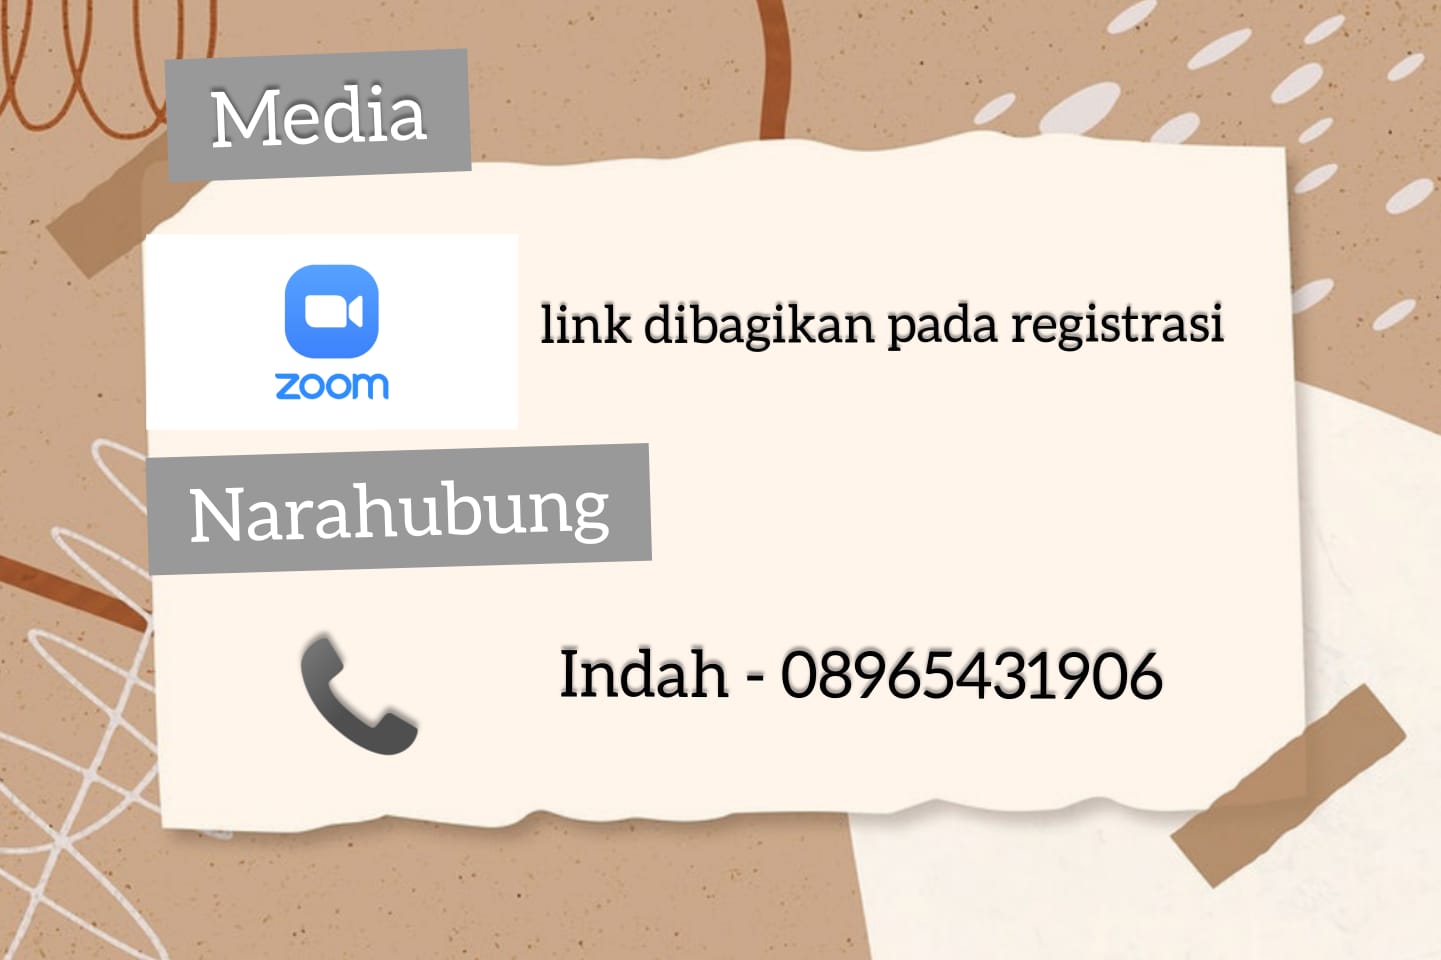 Media
zoom
link dibagikan pada registrasi
Narahubung
Indah - 08965431906